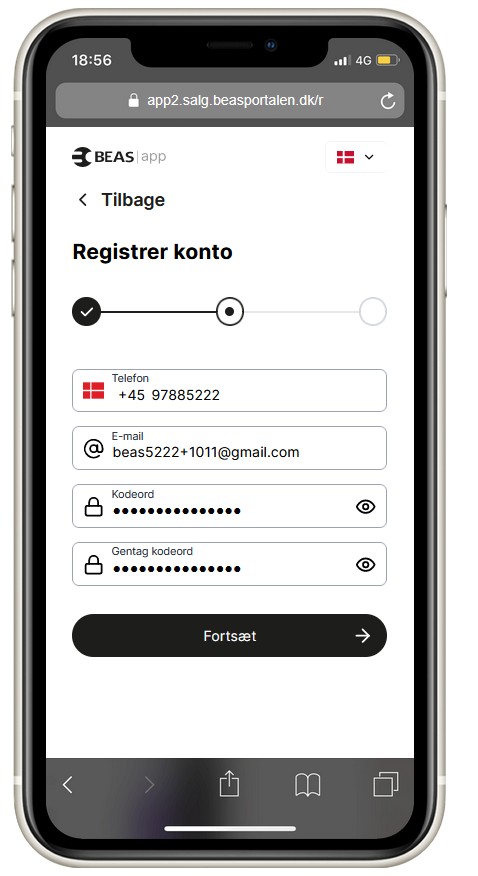 18:56
4G
app2.salg.beasportalen.dk/r
BEAS app
Tilbage
Registrer konto
Telefon
+45 97885222
E-mail
beas5222+1011@gmail.com
Kodeord
•••••••••••••••
Gentag kodeord
•••••••••••••••
Fortsæt